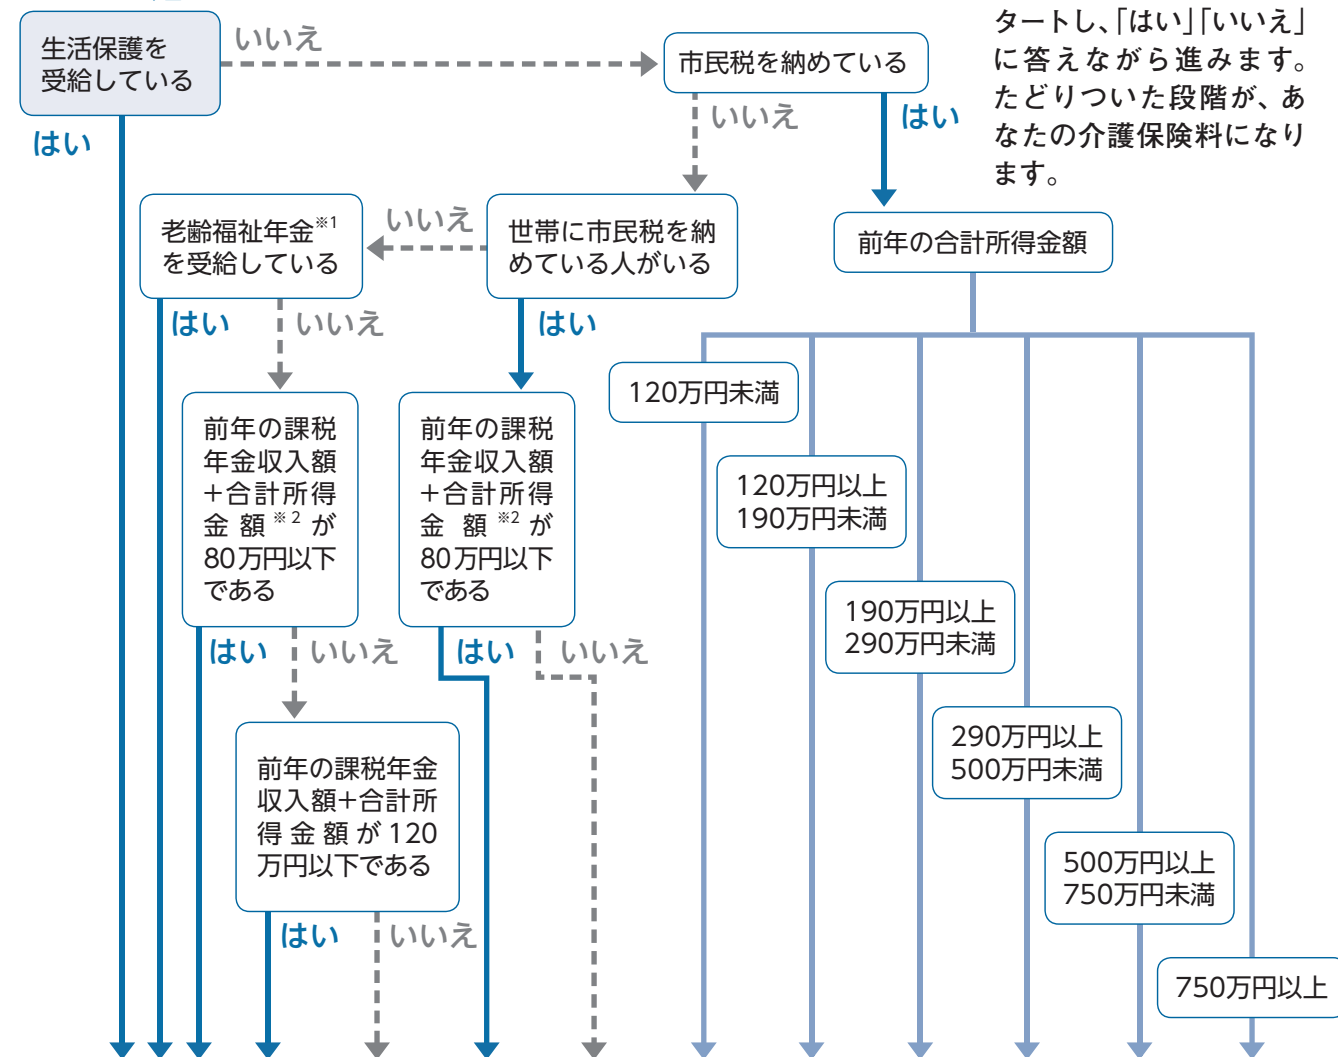 生活保護を
受給している
いいえ
はい
市民税を納めている
いいえ
はい
タートし、「はい」「いいえ」
に答えながら進みます。
たどりついた段階が、あ
なたの介護保険料になり
ます。
老齢福祉年金※1
を受給している
いいえ
世帯に市民税を納
めている人がいる
前年の合計所得金額
はい
いいえ
はい
前年の課税
年金収入額
+合計所得
金額※2が
80万円以下
である
前年の課税
年金収入額
+合計所得
金額※2が
80万円以下
である
120万円未満
120万円以上
190万円未満
190万円以上
290万円未満
290万円以上
500万円未満
500万円以上
750万円未満
750万円以上
はい
いいえ
はい
いいえ
前年の課税年金
収入額+合計所
得金額が120
万円以下である
はい
いいえ